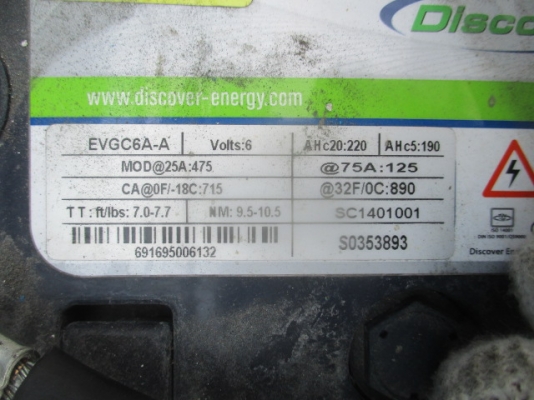 Disco
www.discover-energy.com
EVGC6A-A Volts:6 AHc20:220 AHc5:190
MOD@25A:475 @75A:125
CA@0F/-18C:715 @32F/0C:890
TT: ft/lbs: 7.0-7.7 NM: 9.5-10.5 SC1401001
691695006132 S0353893
Discover Ener